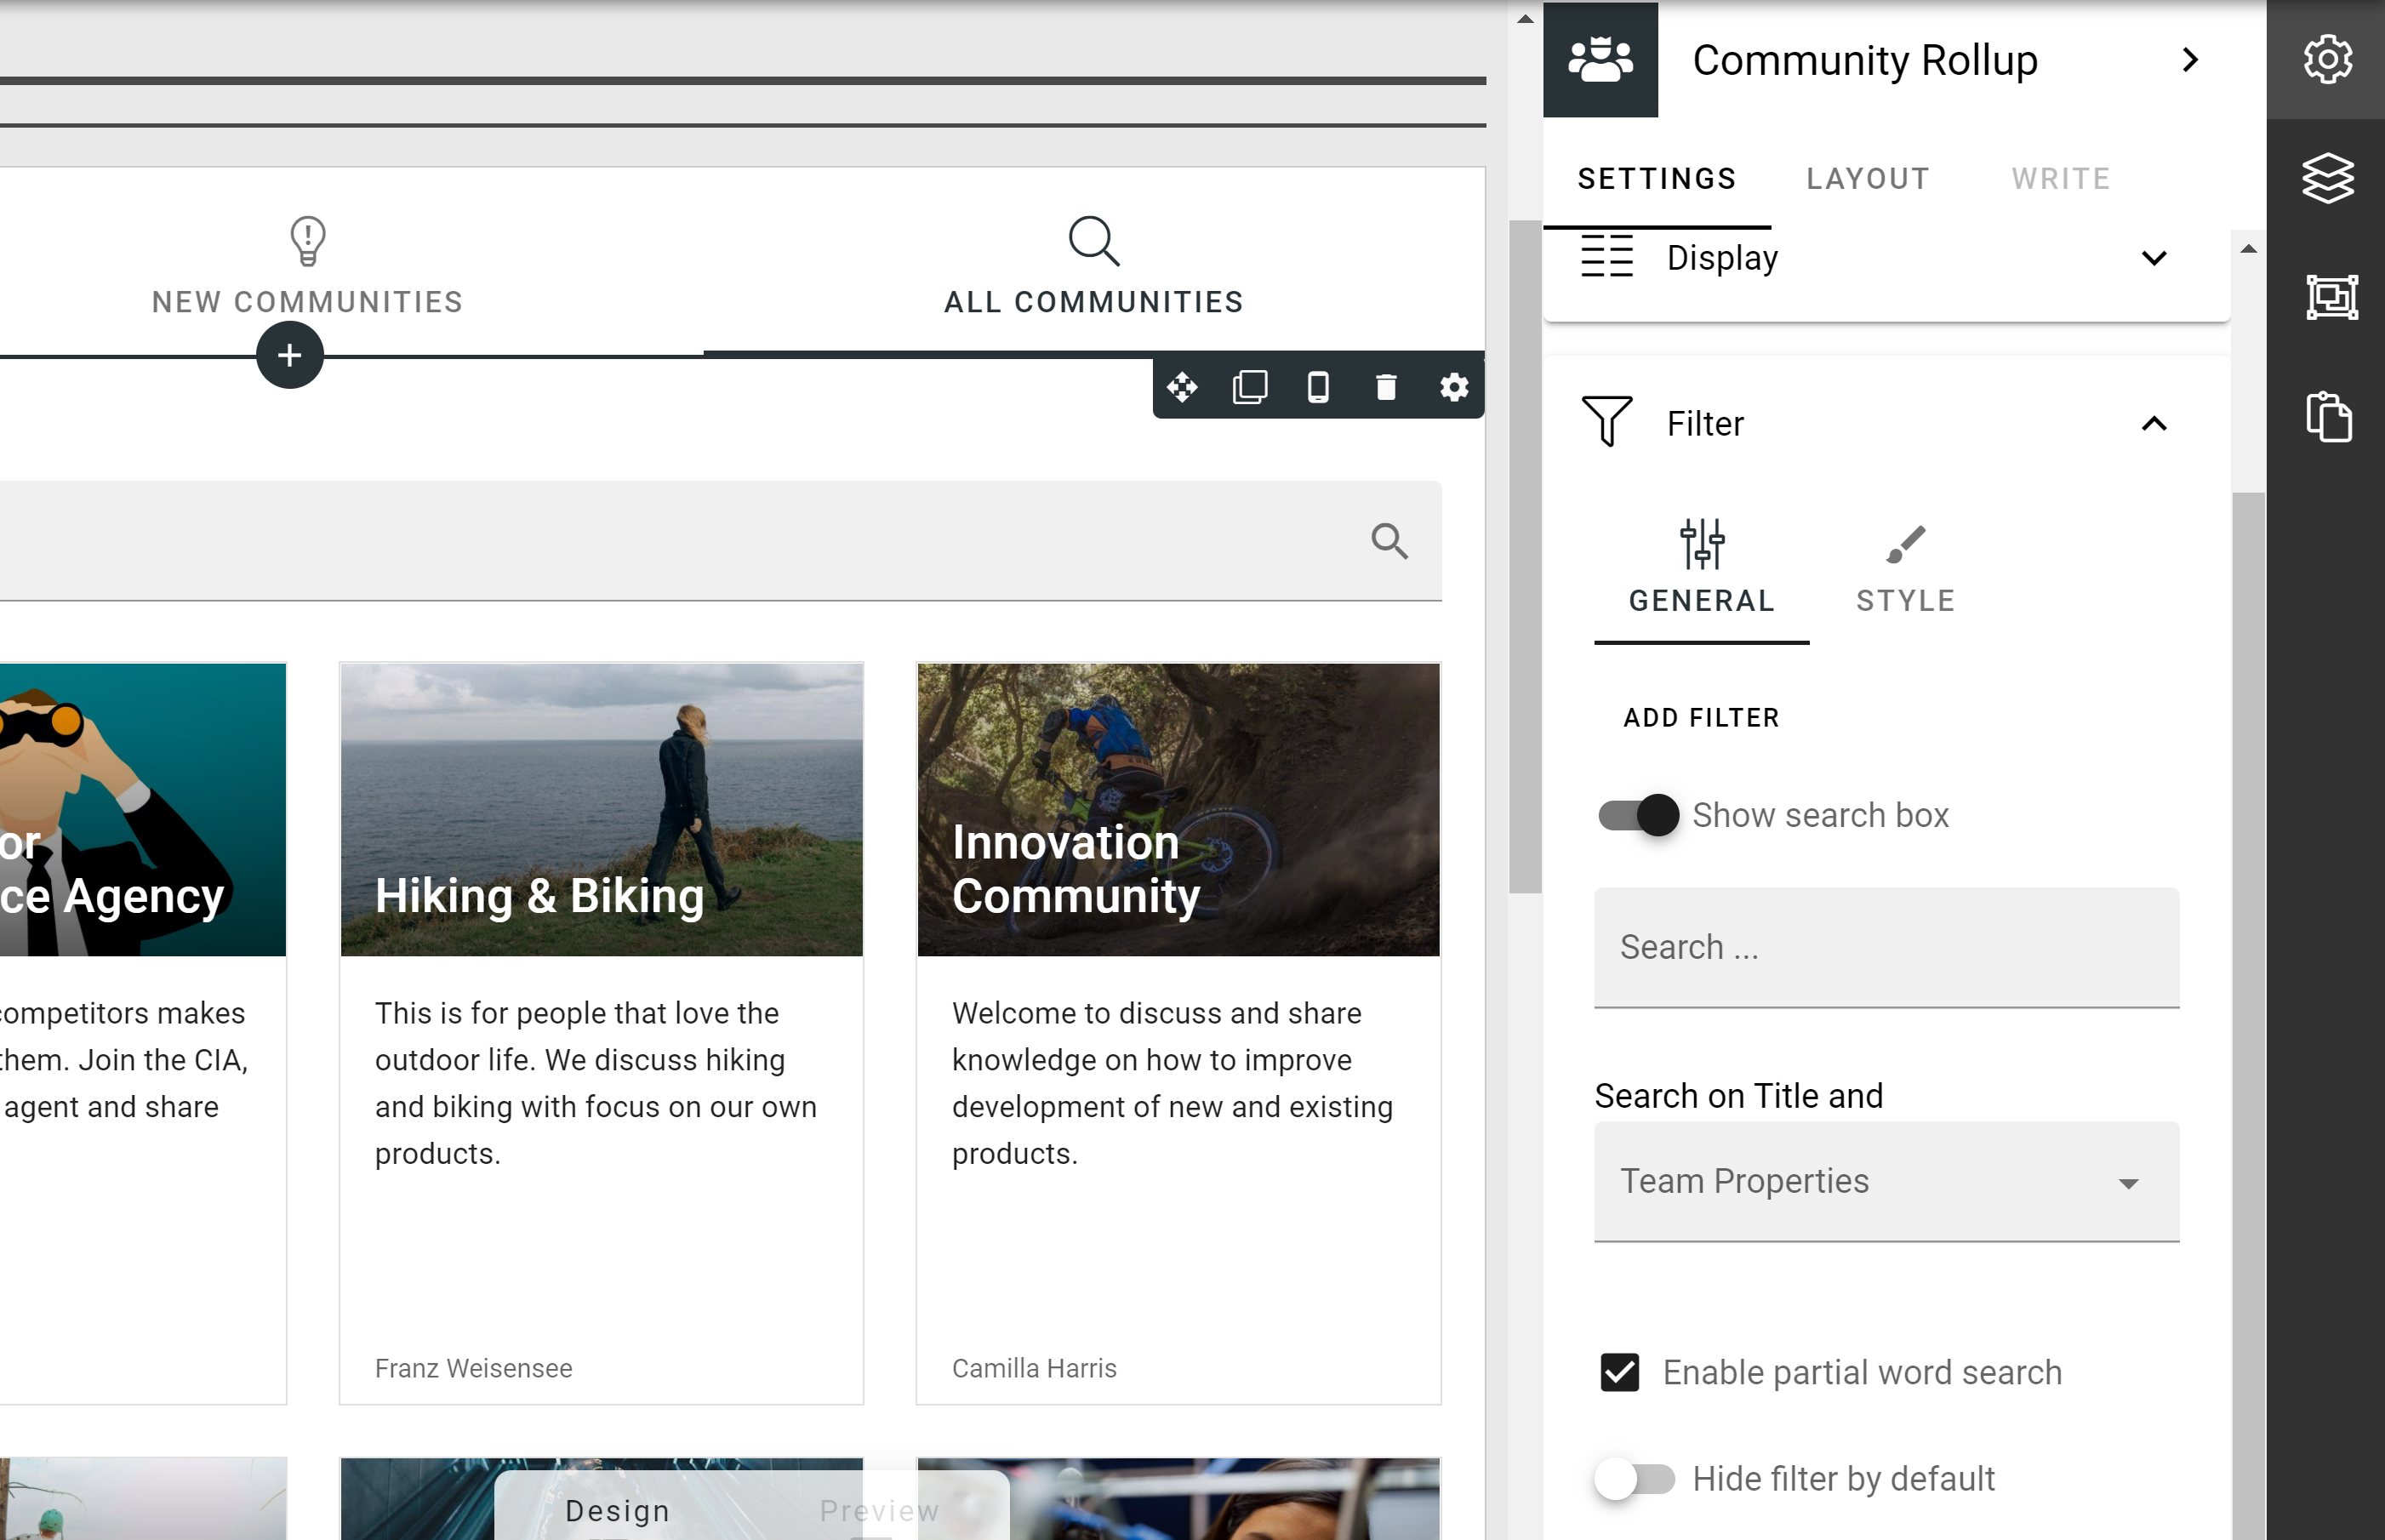 NEW COMMUNITIES
ALL COMMUNITIES
or
ce Agency
Hiking & Biking
Innovation
Community
ompetitors makes
hem. Join the CIA,
agent and share
This is for people that love the
outdoor life. We discuss hiking
and biking with focus on our own
products.
Welcome to discuss and share
knowledge on how to improve
development of new and existing
products.
Franz Weisensee
Camilla Harris
Design
Preview
Community Rollup
SETTINGS
LAYOUT
WRITE
Display
Filter
GENERAL
STYLE
ADD FILTER
Show search box
Search ...
Search on Title and
Team Properties
Enable partial word search
Hide filter by default